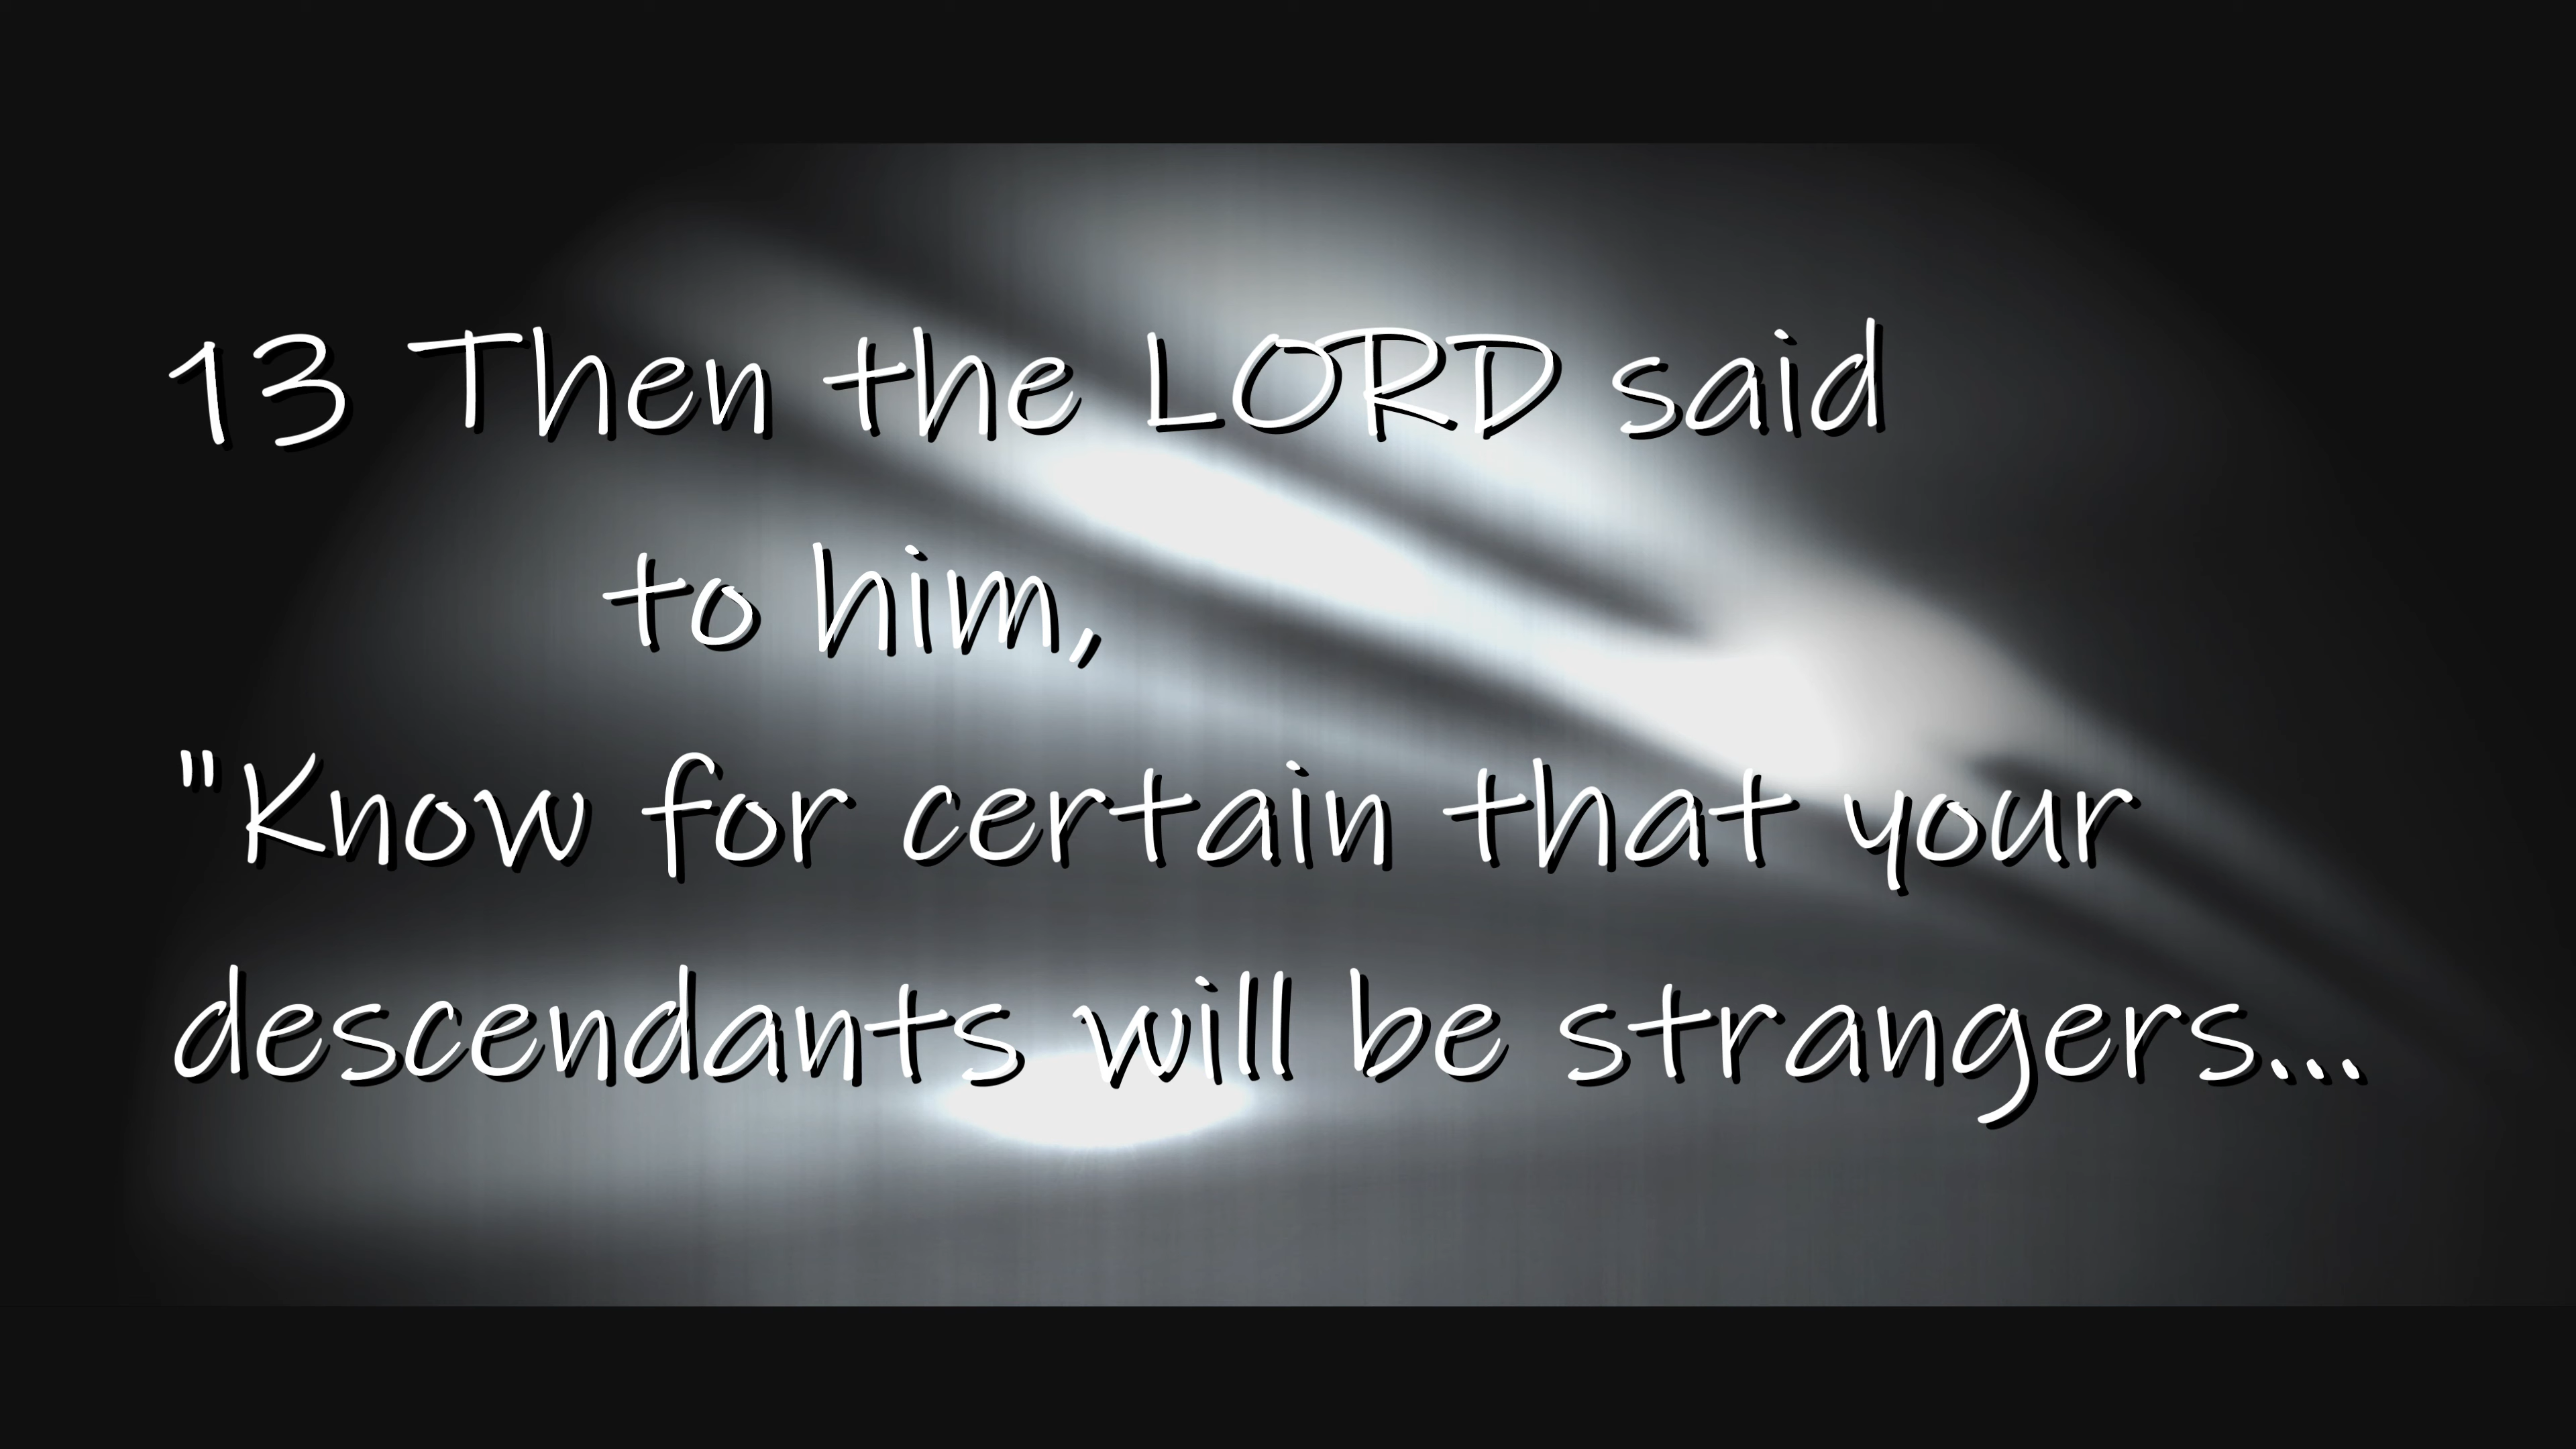 13 Then the LORD said
to him,
"Know for certain that your
descendants will be strangers...